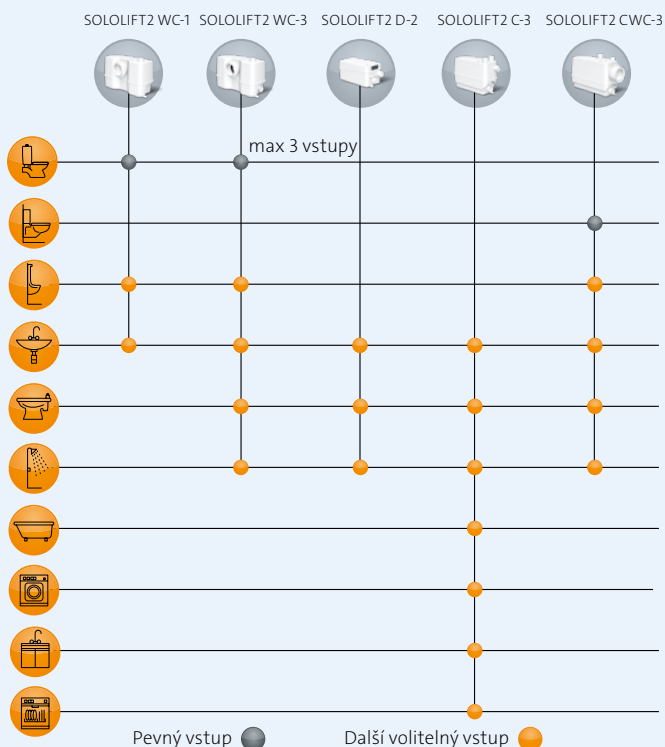 SOLOLIFT2 WC-1 SOLOLIFT2 WC-3 SOLOLIFT2 D-2 SOLOLIFT2 C-3 SOLOLIFT2 CWC-3
max 3 vstupy
Pevný vstup Další volitelný vstup